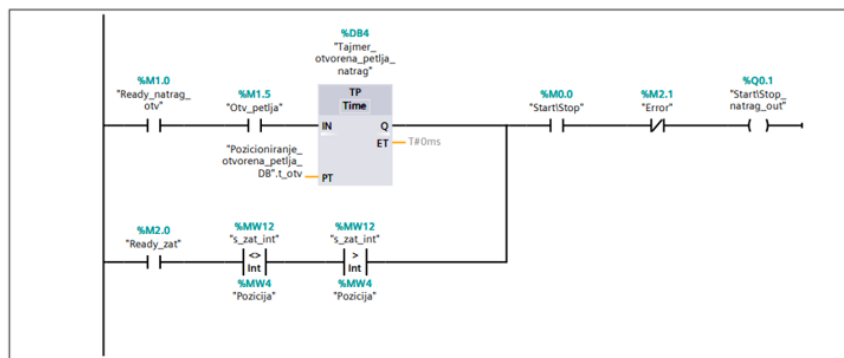 %DB4
"Tajmer_
otvorena_petlja_
natrag"
%M1.0
"Ready_natrag_
otv"
%M1.5
"Otv_petlja"
TP
Time
IN
Q
ET
T#0ms
"Pozicioniranje_
otvorena_petlja_
DB".t_otv
PT
%M0.0
"Start\Stop"
%M2.1
"Error"
%Q0.1
"Start\Stop_
natrag_out"
%M2.0
"Ready_zat"
%MW12
"s_zat_int"
<>
Int
%MW4
"Pozicija"
%MW12
"s_zat_int"
>
Int
%MW4
"Pozicija"